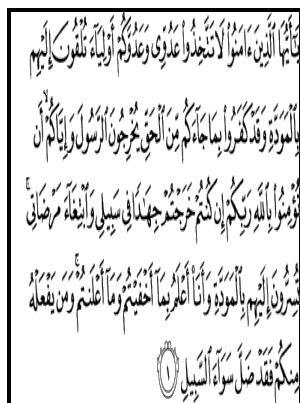 يَٰٓأَيُّهَا ٱلَّذِينَ ءَامَنُوا۟ لَا تَتَّخِذُوا۟ عَدُوِّى وَعَدُوَّكُمْ أَوْلِيَآءَ تُلْقُونَ إِلَيْهِم
بِٱلْمَوَدَّةِ وَقَدْ كَفَرُوا۟ بِمَا جَآءَكُم مِّنَ ٱلْحَقِّ يُخْرِجُونَ ٱلرَّسُولَ وَإِيَّاكُمْ ۙ أَن
تُؤْمِنُوا۟ بِٱللَّهِ رَبِّكُمْ إِن كُنتُمْ خَرَجْتُمْ جِهَٰدًا فِى سَبِيلِى وَٱبْتِغَآءَ مَرْضَاتِى ۚ
تُسِرُّونَ إِلَيْهِم بِٱلْمَوَدَّةِ وَأَنَا۠ أَعْلَمُ بِمَآ أَخْفَيْتُمْ وَمَآ أَعْلَنتُمْ ۚ وَمَن يَفْعَلْهُ
مِنكُمْ فَقَدْ ضَلَّ سَوَآءَ ٱلسَّبِيلِ ١